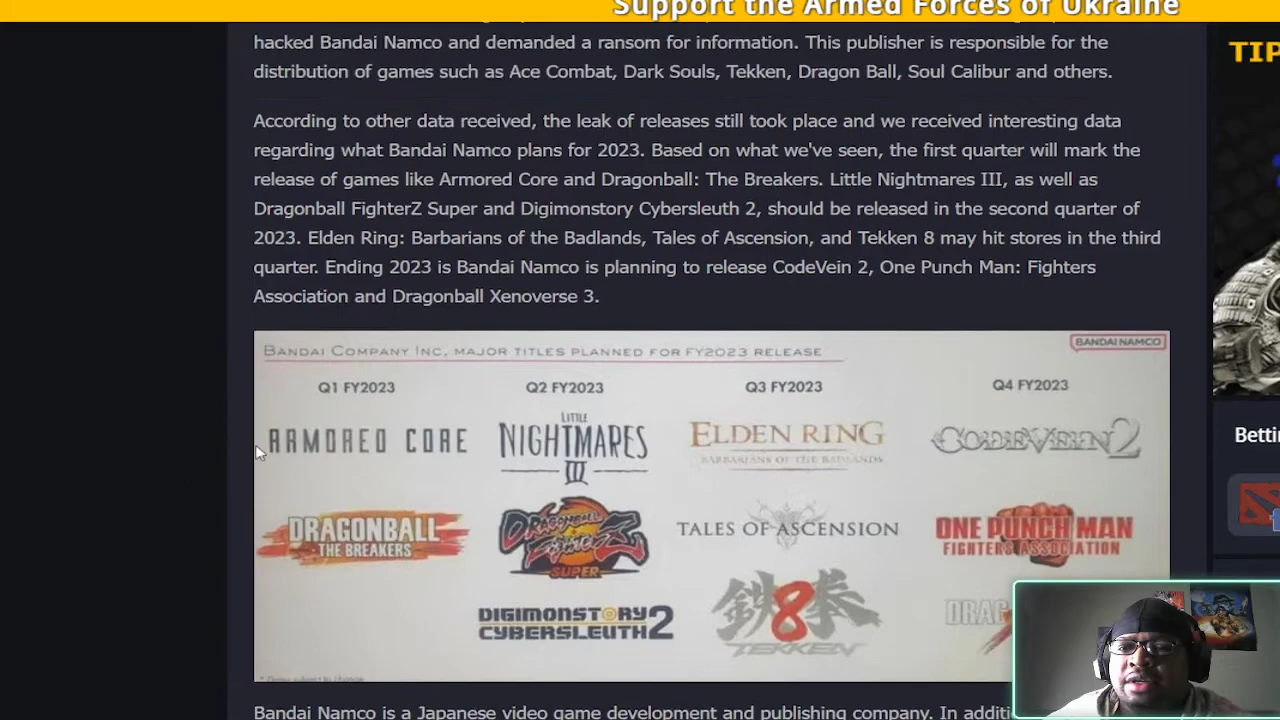 Support the Armed Forces of Ukraine
hacked Bandai Namco and demanded a ransom for information. This publisher is responsible for the
distribution of games such as Ace Combat, Dark Souls, Tekken, Dragon Ball, Soul Calibur and others.
According to other data received, the leak of releases still took place and we received interesting data
regarding what Bandai Namco plans for 2023. Based on what we've seen, the first quarter will mark the
release of games like Armored Core and Dragonball: The Breakers. Little Nightmares III, as well as
Dragonball FighterZ Super and Digimonstory Cybersleuth 2, should be released in the second quarter of
2023. Elden Ring: Barbarians of the Badlands, Tales of Ascension, and Tekken 8 may hit stores in the third
quarter. Ending 2023 is Bandai Namco is planning to release CodeVein 2, One Punch Man: Fighters
Association and Dragonball Xenoverse 3.
BANDAI COMPANY INC, MAJOR TITLES PLANNED FOR FY2023 RELEASE
BANDAI NAMCO
Q1 FY2023
Q2 FY2023
Q3 FY2023
Q4 FY2023
ARMORED CORE
LITTLE
NIGHTMARES
III
ELDEN RING
BARBARIANS OF THE BADLANDS
CODE VEIN 2
DRAGONBALL
THE BREAKERS
DRAGONBALL
FIGHTERZ
SUPER
TALES OF ASCENSION
ONE PUNCH MAN
FIGHTERS ASSOCIATION
DIGIMONSTORY
CYBERSLEUTH 2
鉄拳
8
TEKKEN
DRAG
* Dates subject to change
Bandai Namco is a Japanese video game development and publishing company. In additi
TIP
Betti